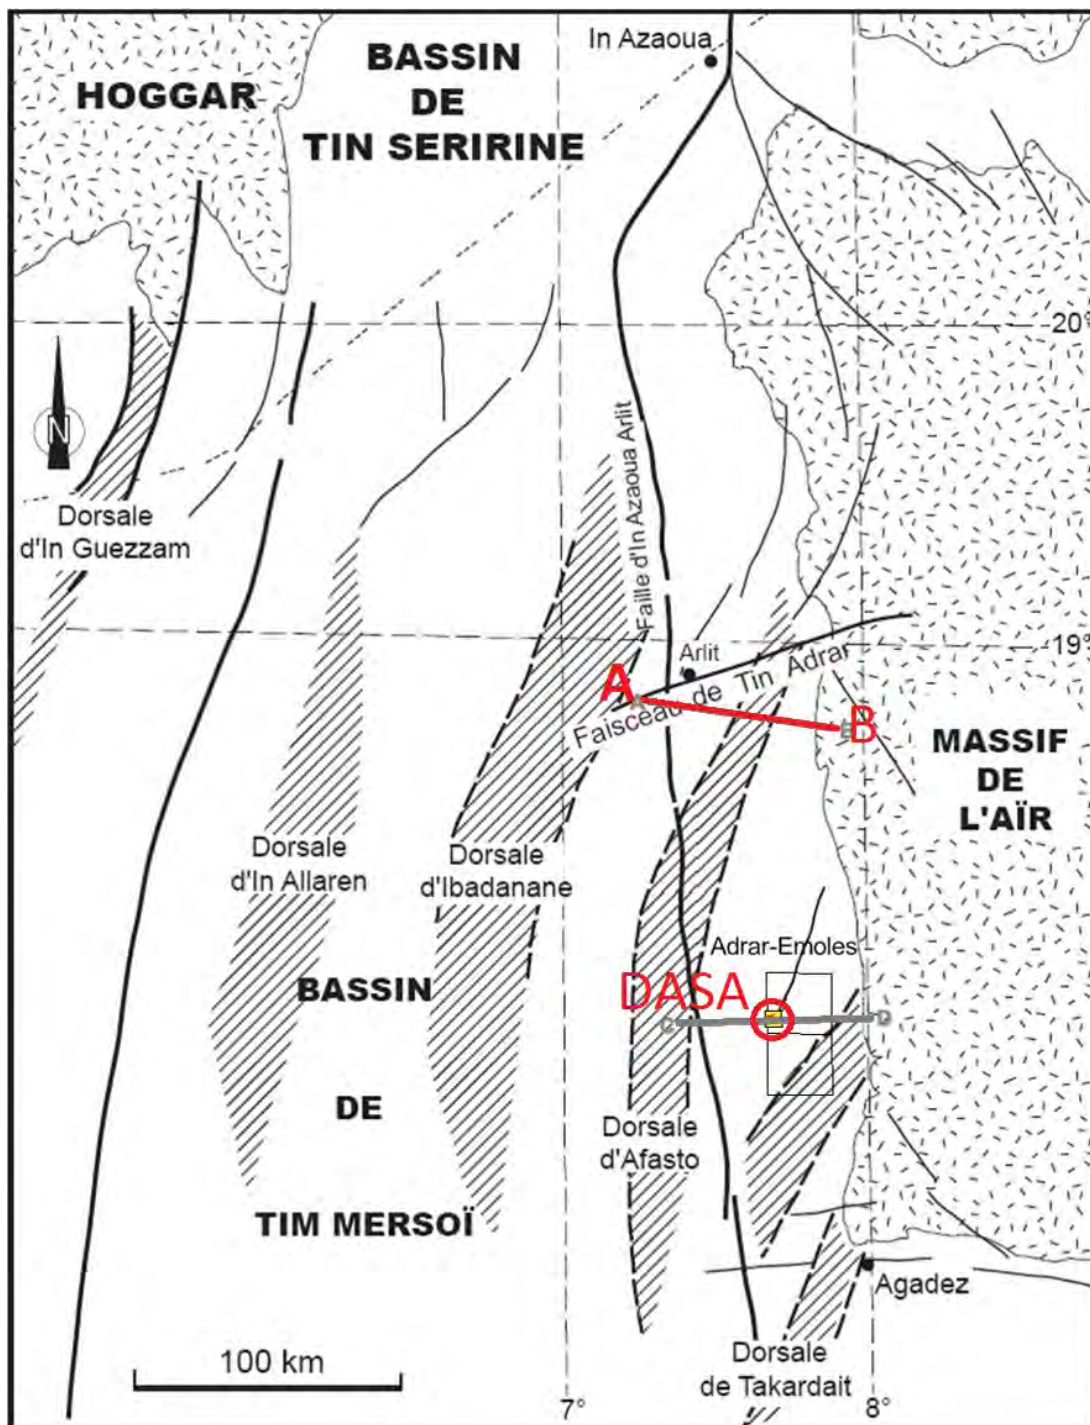 In Azaoua
BASSIN
DE
TIN SERIRINE
HOGGAR
20°
N
Dorsale
d'In Guezzam
Faille d'In Azaoua Arlit
19°
Arlit
Faisceau de Tin Adrar
A
A
B
B
MASSIF
DE
L'AÏR
Dorsale
d'In Allaren
Dorsale
d'Ibadanane
Adrar-Emoles
DASA
C
D
BASSIN
DE
TIM MERSOÏ
Dorsale
d'Afasto
Agadez
Dorsale
de Takardait
100 km
7°
8°